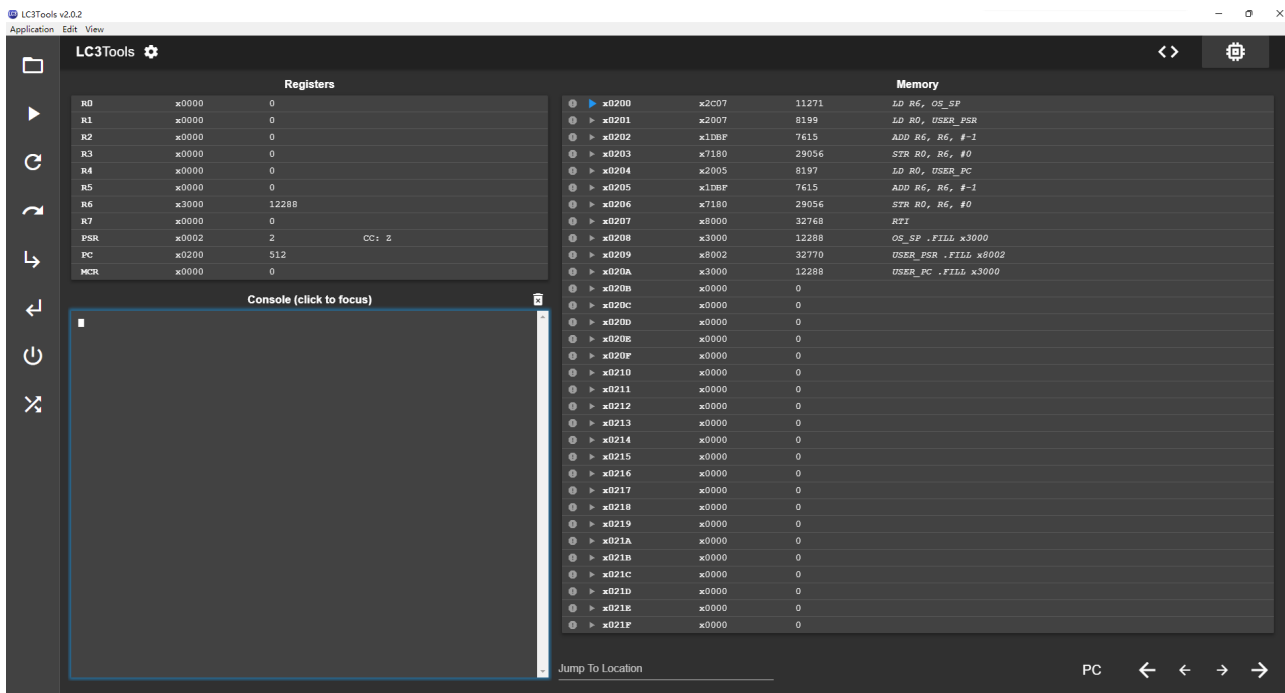 LC3Tools v2.0.2
Application Edit View
LC3Tools
Registers
R0 x0000 0
R1 x0000 0
R2 x0000 0
R3 x0000 0
R4 x0000 0
R5 x0000 0
R6 x3000 12288
R7 x0000 0
PSR x0002 2 CC: Z
PC x0200 512
MCR x0000 0
Console (click to focus)
Memory
x0200 x2C07 11271 LD R6, OS_SP
x0201 x2007 8199 LD R0, USER_PSR
x0202 x1DBF 7615 ADD R6, R6, #-1
x0203 x7180 29056 STR R0, R6, #0
x0204 x2005 8197 LD R0, USER_PC
x0205 x1DBF 7615 ADD R6, R6, #-1
x0206 x7180 29056 STR R0, R6, #0
x0207 x8000 32768 RTI
x0208 x3000 12288 OS_SP .FILL x3000
x0209 x8002 32770 USER_PSR .FILL x8002
x020A x3000 12288 USER_PC .FILL x3000
x020B x0000 0
x020C x0000 0
x020D x0000 0
x020E x0000 0
x020F x0000 0
x0210 x0000 0
x0211 x0000 0
x0212 x0000 0
x0213 x0000 0
x0214 x0000 0
x0215 x0000 0
x0216 x0000 0
x0217 x0000 0
x0218 x0000 0
x0219 x0000 0
x021A x0000 0
x021B x0000 0
x021C x0000 0
x021D x0000 0
x021E x0000 0
x021F x0000 0
Jump To Location
PC